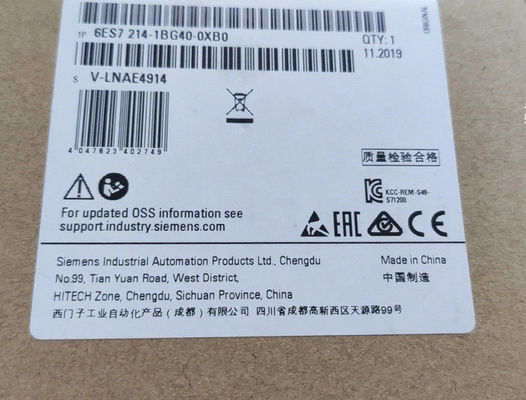 1P 6ES7 214-1BG40-0XB0
QTY: 1
11.2019
ORIGINAL
S V-LNAE4914
4 047623 402749
质量检验合格
KCC-REM-S49-
S71200
For updated OSS information see
support.industry.siemens.com
EAC
CE
Siemens Industrial Automation Products Ltd., Chengdu
Made in China
No.99, Tian Yuan Road, West District,
中国制造
HITECH Zone, Chengdu, Sichuan Province, China
西门子工业自动化产品（成都）有限公司 四川省成都高新西区天源路99号